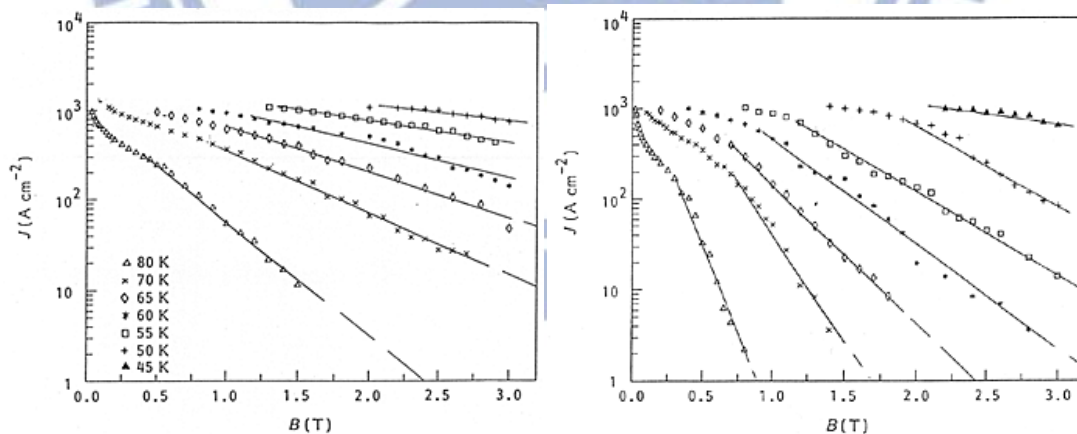 10⁴
10³
10²
10
1
J (A cm⁻²)
△ 80 K
× 70 K
◇ 65 K
✶ 60 K
□ 55 K
+ 50 K
▲ 45 K
0.0 0.5 1.0 1.5 2.0 2.5 3.0
B (T)
10⁴
10³
10²
10
1
J (A cm⁻²)
0.0 0.5 1.0 1.5 2.0 2.5 3.0
B (T)